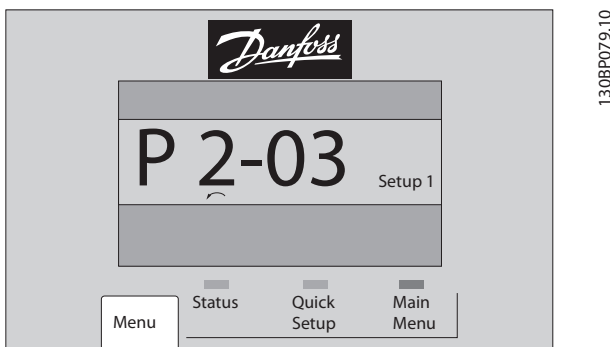 Danfoss
130BP079.10
P 2-03
Setup 1
Status
Quick
Setup
Main
Menu
Menu